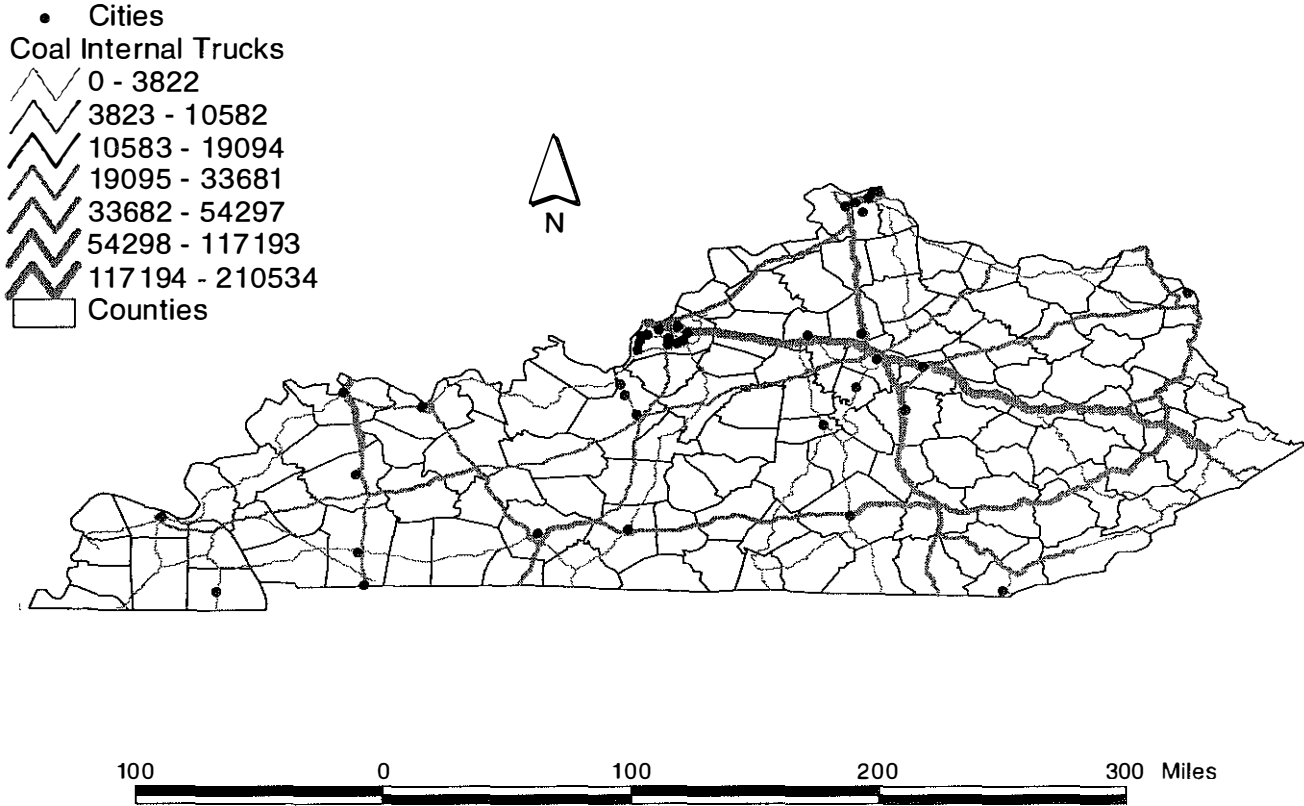 Cities
Coal Internal Trucks
0 - 3822
3823 - 10582
10583 - 19094
19095 - 33681
33682 - 54297
54298 - 117193
117194 - 210534
Counties
N
100 0 100 200 300 Miles